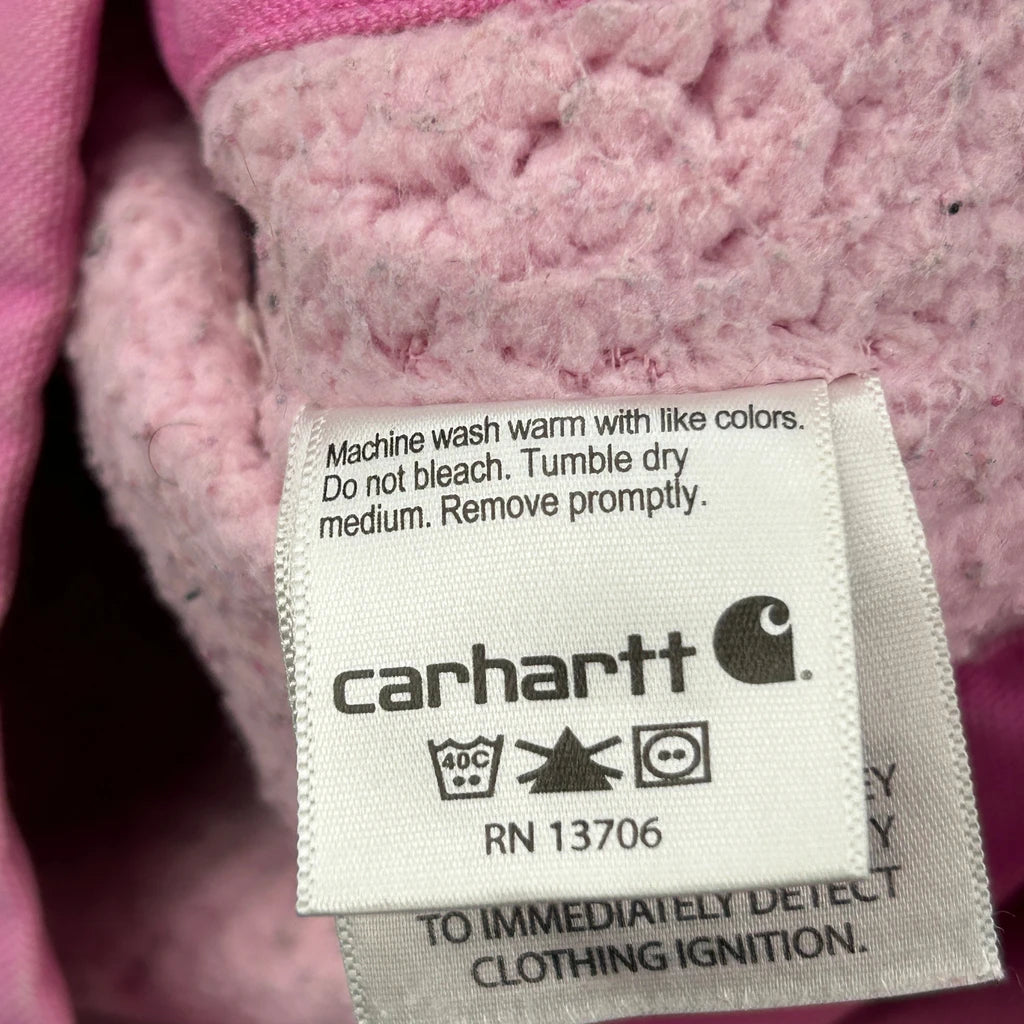 Machine wash warm with like colors.
Do not bleach. Tumble dry
medium. Remove promptly.
carhartt
40C
RN 13706
TO IMMEDIATELY DETECT
CLOTHING IGNITION.